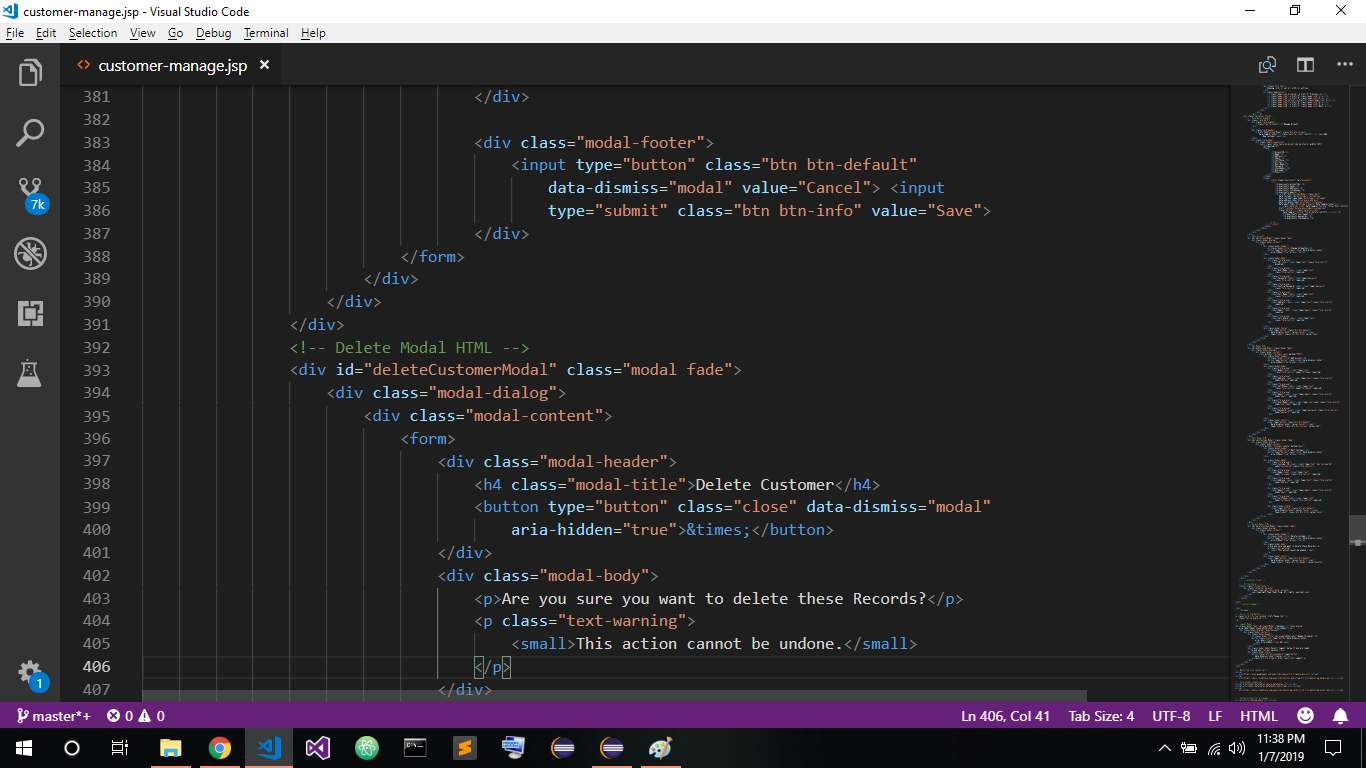 customer-manage.jsp - Visual Studio Code
File Edit Selection View Go Debug Terminal Help
<> customer-manage.jsp ×
381 </div>
382
383 <div class="modal-footer">
384 <input type="button" class="btn btn-default"
385 data-dismiss="modal" value="Cancel"> <input
386 type="submit" class="btn btn-info" value="Save">
387 </div>
388 </form>
389 </div>
390 </div>
391 </div>
392 <!-- Delete Modal HTML -->
393 <div id="deleteCustomerModal" class="modal fade">
394 <div class="modal-dialog">
395 <div class="modal-content">
396 <form>
397 <div class="modal-header">
398 <h4 class="modal-title">Delete Customer</h4>
399 <button type="button" class="close" data-dismiss="modal"
400 aria-hidden="true">&times;</button>
401 </div>
402 <div class="modal-body">
403 <p>Are you sure you want to delete these Records?</p>
404 <p class="text-warning">
405 <small>This action cannot be undone.</small>
406 </p>
407 </div>
7k
1
master*+ 0 0 Ln 406, Col 41 Tab Size: 4 UTF-8 LF HTML
11:38 PM
1/7/2019